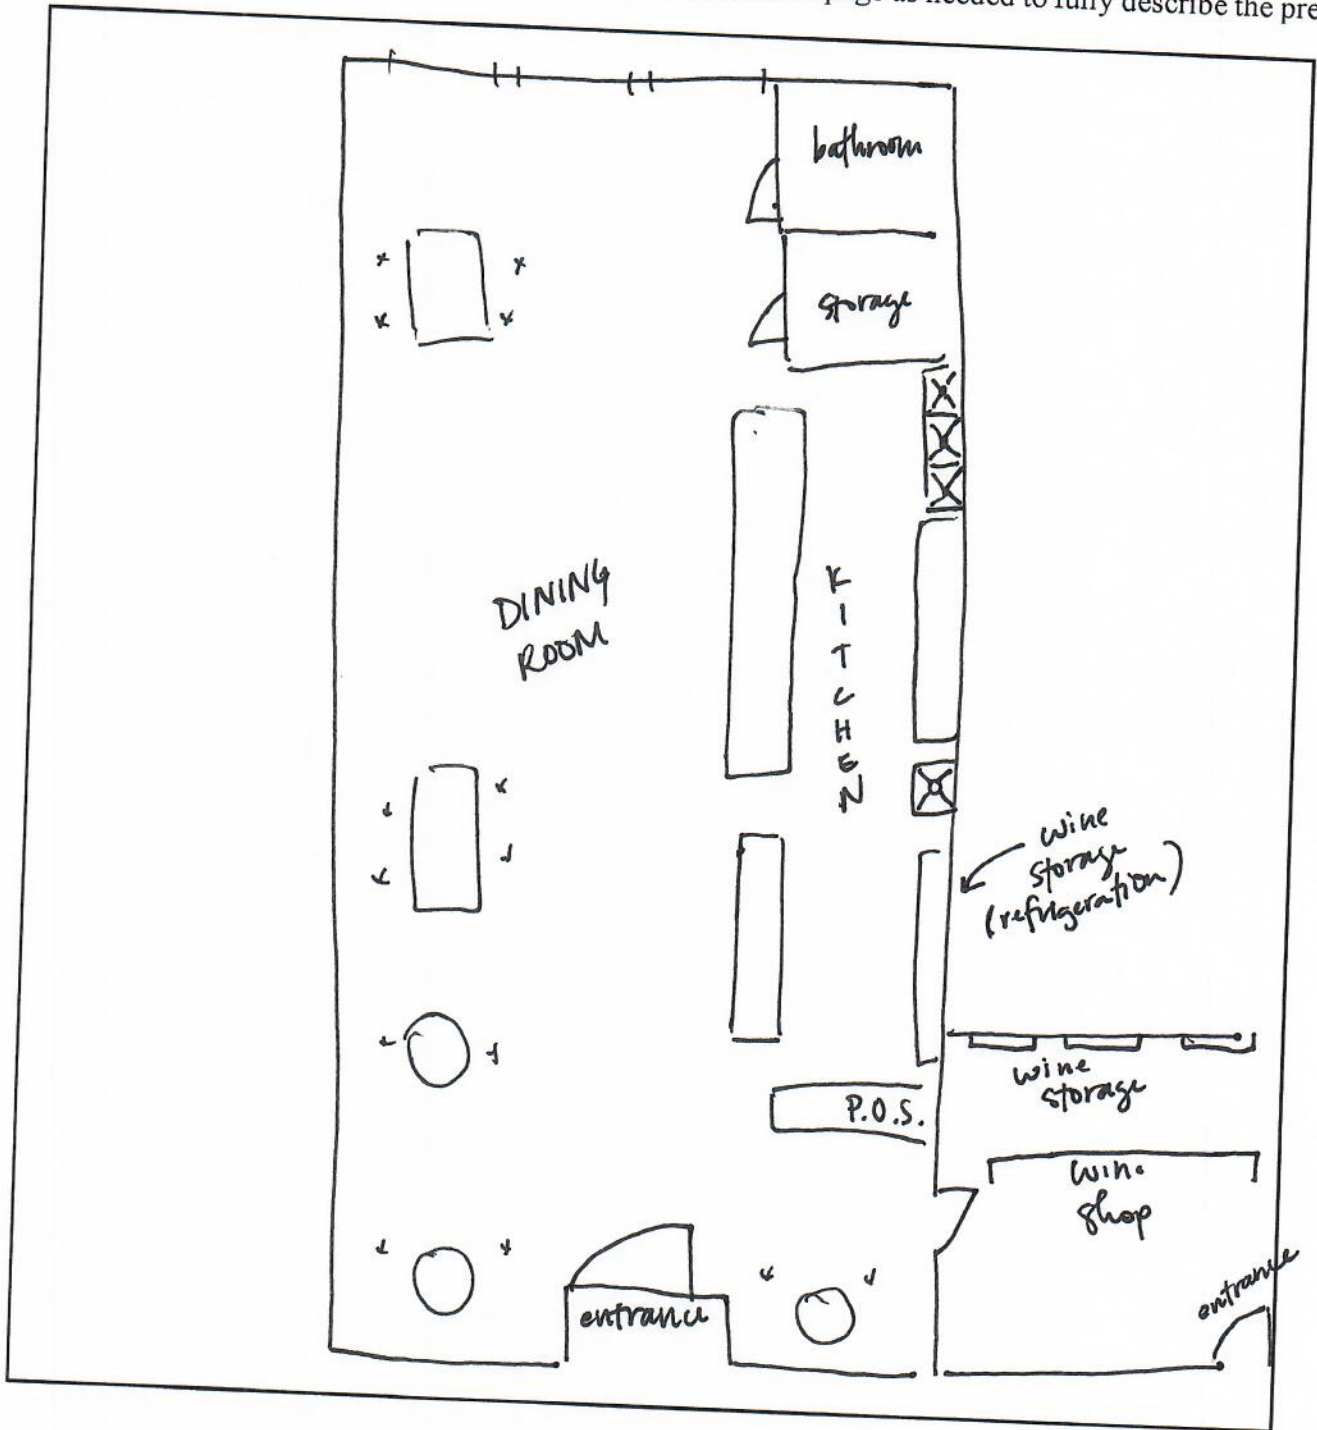 page as needed to fully describe the pre
bathroom
storage
DINING
ROOM
KITCHEN
wine
storage
(refrigeration)
wine
storage
P.O.S.
wine
shop
entrance
entrance